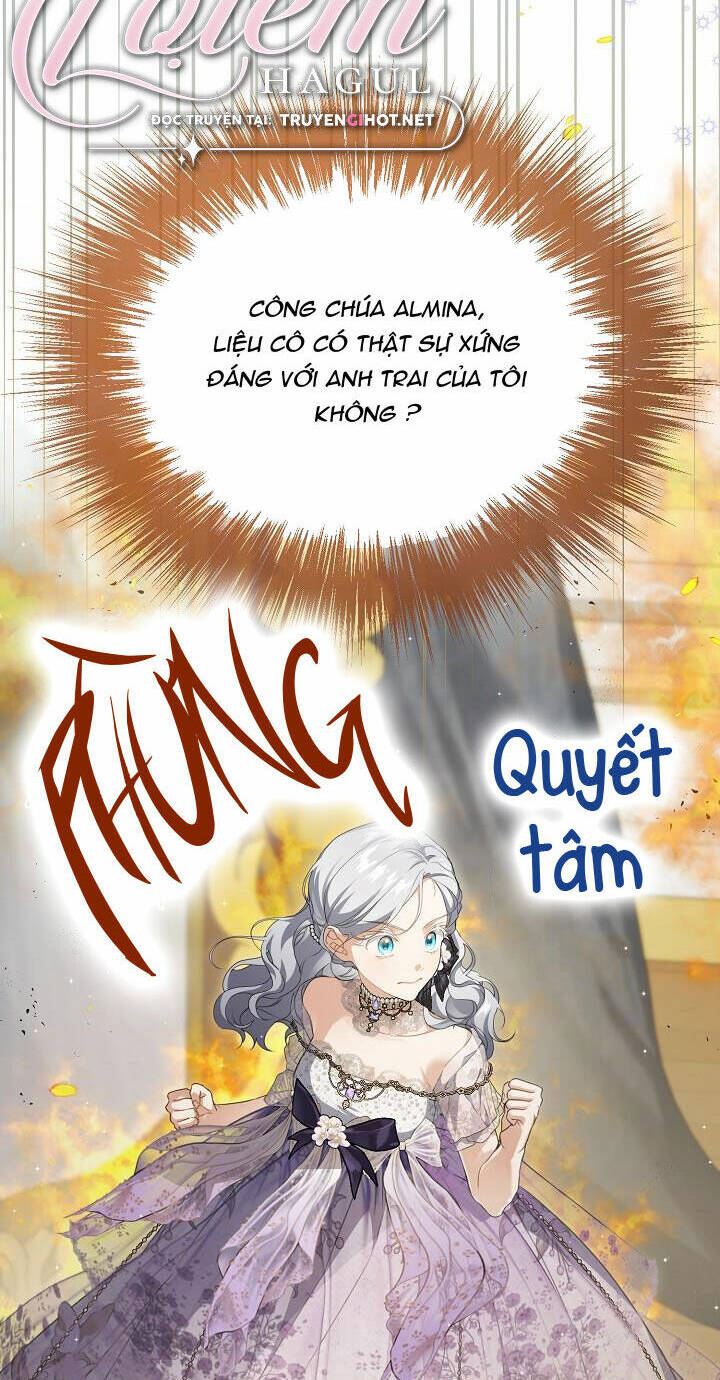 Lọlem
HAGUL
ĐỌC TRUYỆN TẠI: TRUYENGIHOT.NET
CÔNG CHÚA ALMINA,
LIỆU CÔ CÓ THẬT SỰ XỨNG
ĐÁNG VỚI ANH TRAI CỦA TÔI
KHÔNG ?
PHỪNG
Quyết
tâm